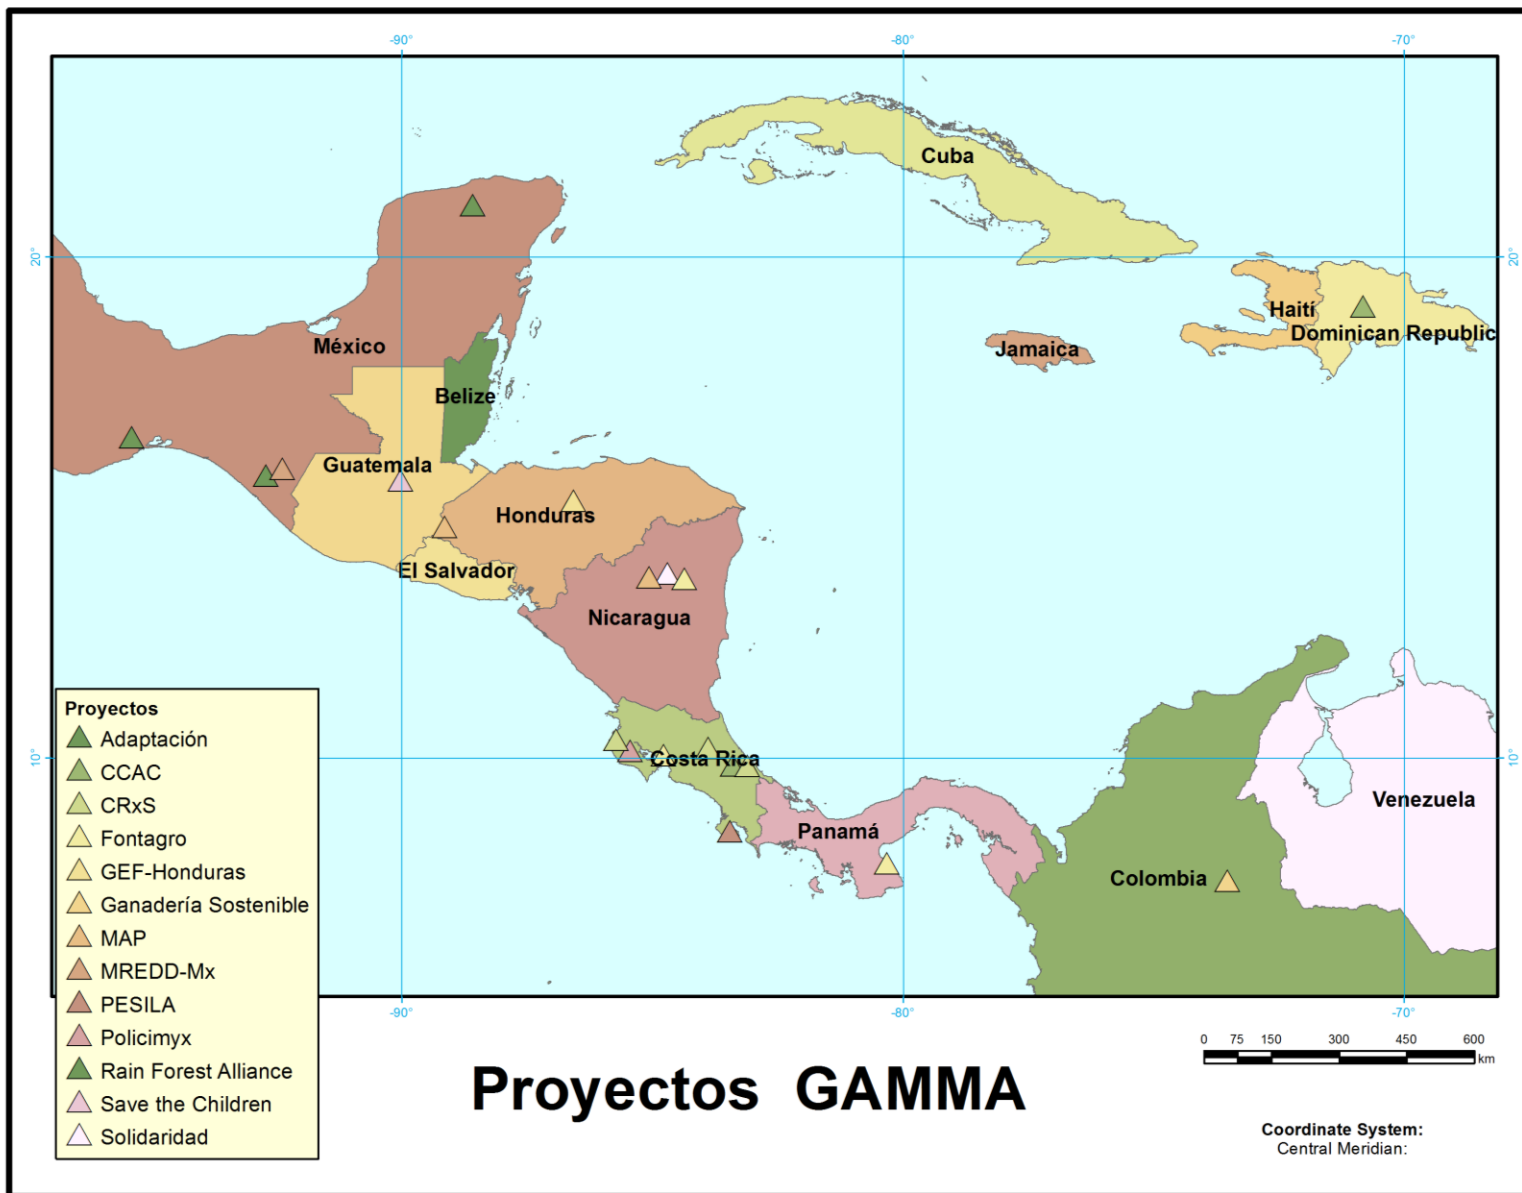 -90°
-80°
-70°
20°
20°
10°
10°
Cuba
Haití
Dominican Republic
Jamaica
México
Belize
Guatemala
Honduras
El Salvador
Nicaragua
Costa Rica
Panamá
Colombia
Venezuela
Proyectos
Adaptación
CCAC
CRxS
Fontagro
GEF-Honduras
Ganadería Sostenible
MAP
MREDD-Mx
PESILA
Policimyx
Rain Forest Alliance
Save the Children
Solidaridad
-90°
-80°
-70°
0 75 150 300 450 600
km
Proyectos GAMMA
Coordinate System:
Central Meridian: